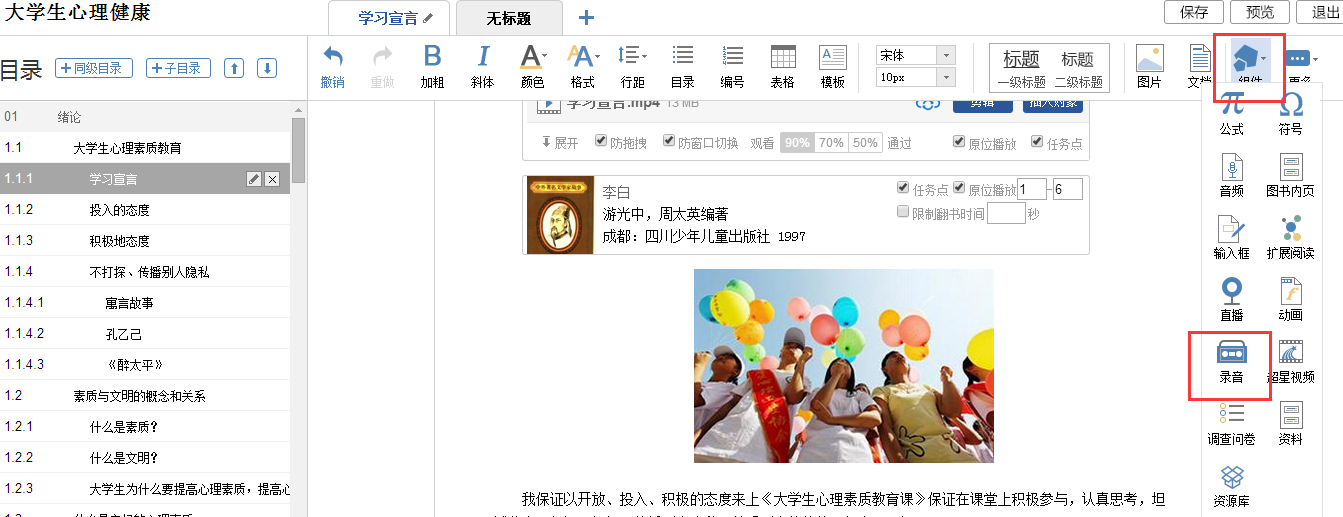 大学生心理健康
学习宣言
无标题
保存
预览
退出
目录
同级目录
子目录
撤销
重做
加粗
斜体
颜色
格式
行距
目录
编号
表格
模板
宋体
10px
标题
一级标题
标题
二级标题
图片
文档
组件
更多
01 绪论
1.1 大学生心理素质教育
1.1.1 学习宣言
1.1.2 投入的态度
1.1.3 积极地态度
1.1.4 不打探、传播别人隐私
1.1.4.1 寓言故事
1.1.4.2 孔乙己
1.1.4.3 《醉太平》
1.2 素质与文明的概念和关系
1.2.1 什么是素质?
1.2.2 什么是文明?
1.2.3 大学生为什么要提高心理素质，提高心
学习宣言.mp4 13 MB
剪辑
插入对象
展开 防拖拽 防窗口切换 观看 90% 70% 50% 通过 原位播放 任务点
李白
游光中，周太英编著
成都：四川少年儿童出版社 1997
任务点 原位播放 1 - 6
限制翻书时间 秒
我保证以开放、投入、积极的态度来上《大学生心理素质教育课》保证在课堂上积极参与，认真思考，坦
公式
符号
音频
图书内页
输入框
扩展阅读
直播
动画
录音
超星视频
调查问卷
资料
资源库